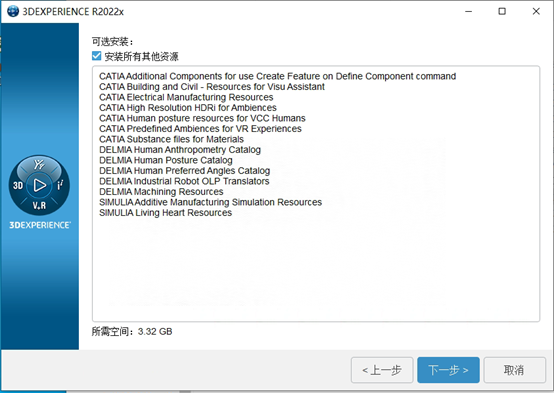 3DEXPERIENCE R2022x
可选安装：
安装所有其他资源
CATIA Additional Components for use Create Feature on Define Component command
CATIA Building and Civil - Resources for Visu Assistant
CATIA Electrical Manufacturing Resources
CATIA High Resolution HDRi for Ambiences
CATIA Human posture resources for VCC Humans
CATIA Predefined Ambiences for VR Experiences
CATIA Substance files for Materials
DELMIA Human Anthropometry Catalog
DELMIA Human Posture Catalog
DELMIA Human Preferred Angles Catalog
DELMIA Industrial Robot OLP Translators
DELMIA Machining Resources
SIMULIA Additive Manufacturing Simulation Resources
SIMULIA Living Heart Resources
3D
V.R
3DEXPERIENCE
所需空间：3.32 GB
< 上一步
下一步 >
取消